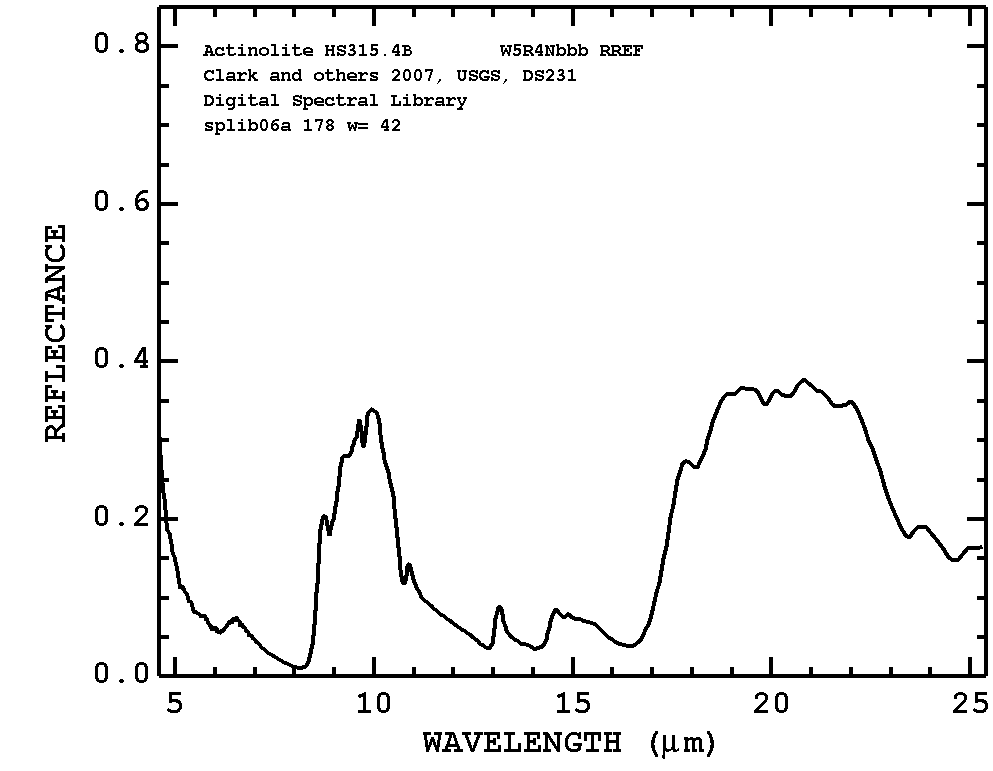 Actinolite HS315.4B W5R4Nbbb RREF
Clark and others 2007, USGS, DS231
Digital Spectral Library
splib06a 178 w= 42
0.8
0.6
0.4
0.2
0.0
REFLECTANCE
5 10 15 20 25
WAVELENGTH (μm)